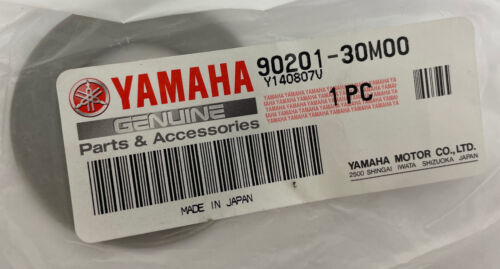 YAMAHA 90201-30M00
Y140807V
GENUINE
Parts & Accessories
1 PC
YAMAHA MOTOR CO., LTD.
2500 SHINGAI IWATA SHIZUOKA JAPAN
MADE IN JAPAN